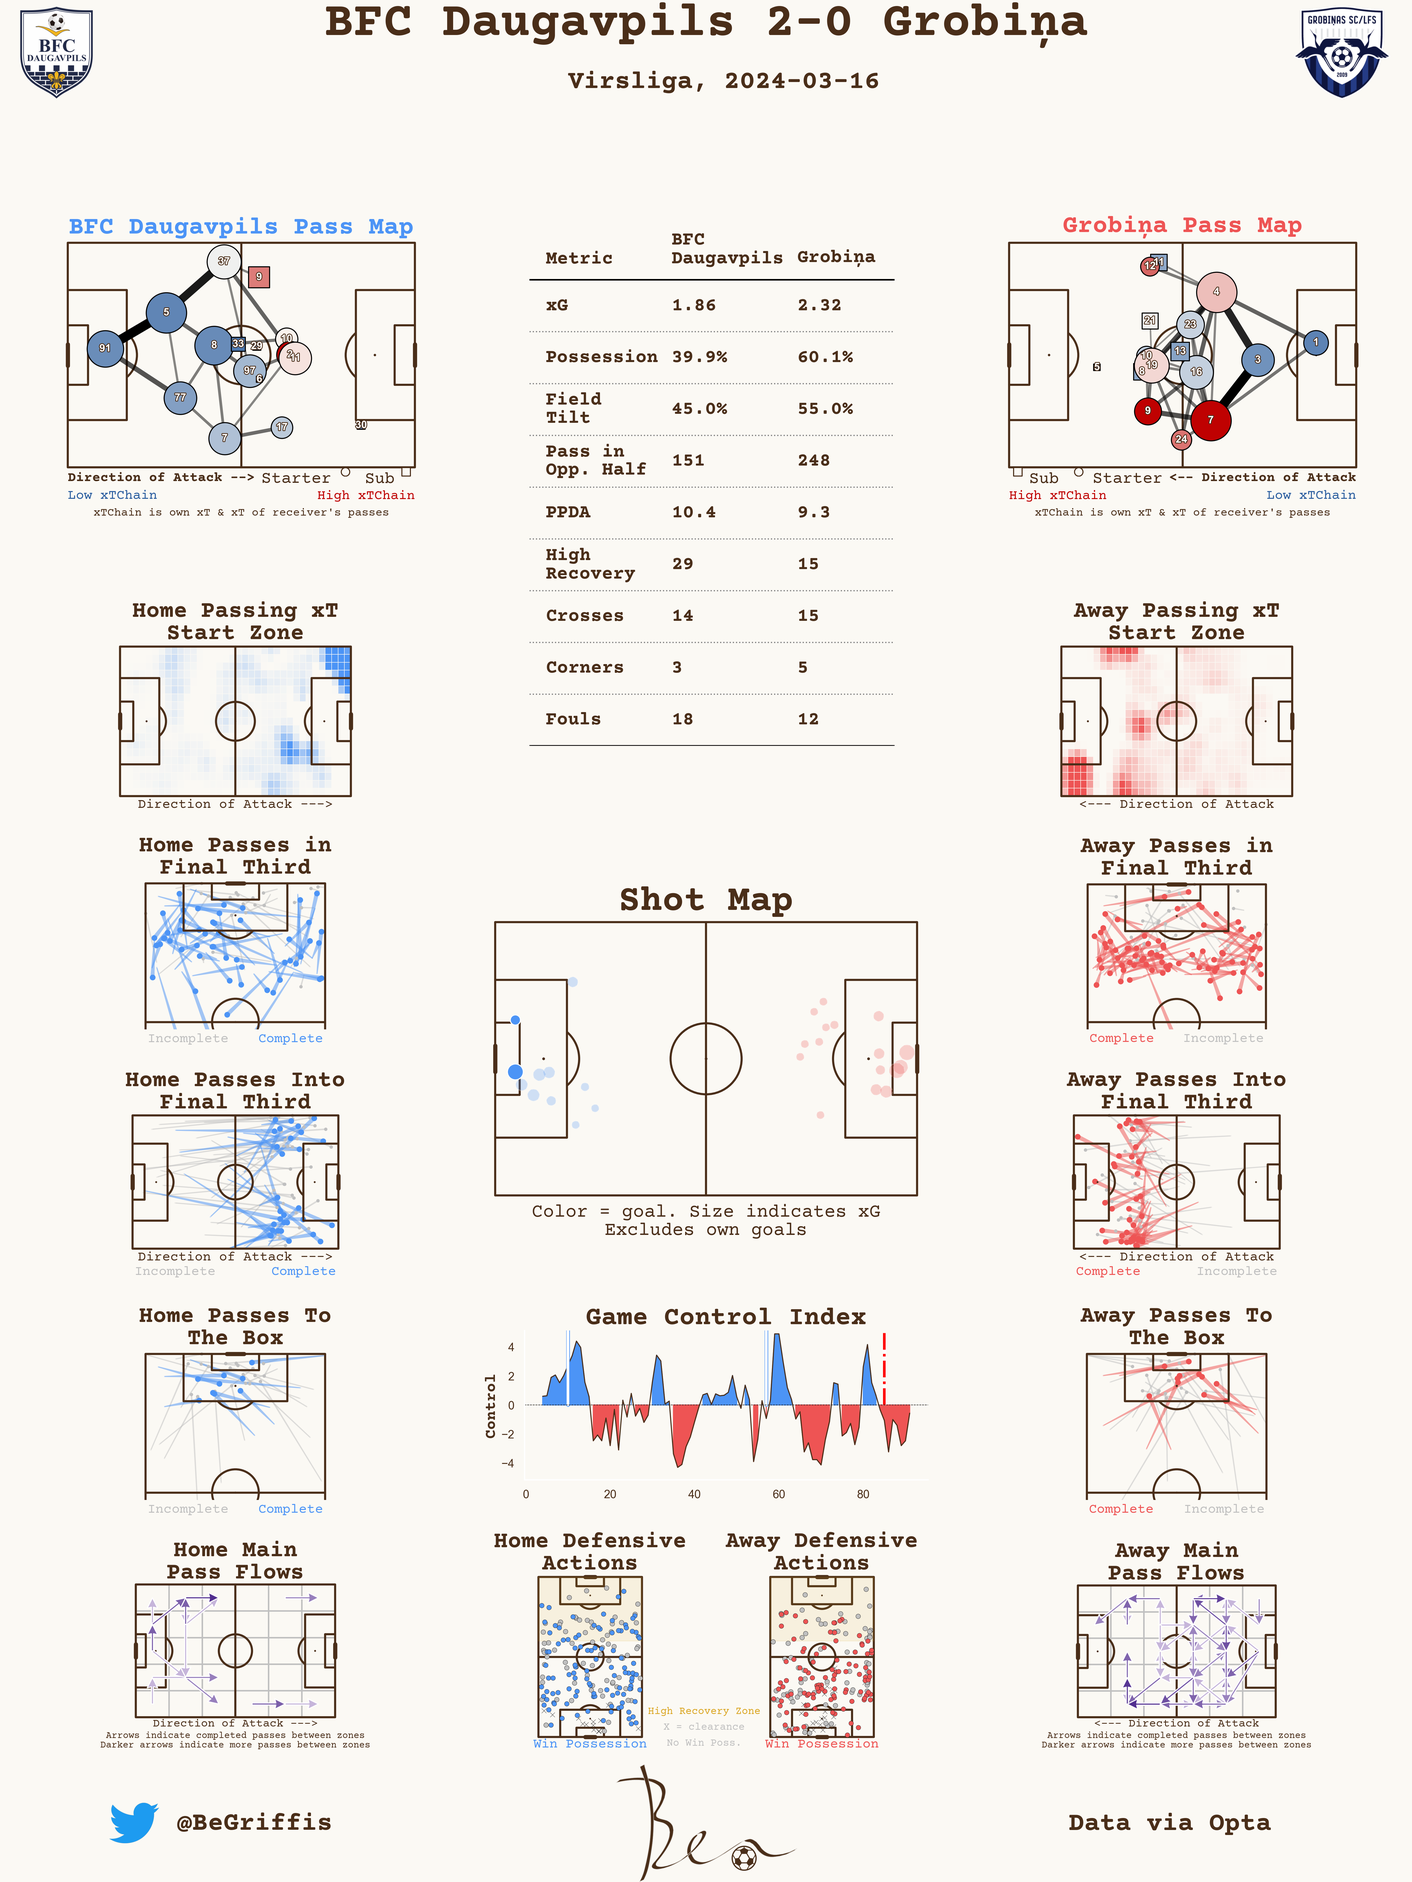 BFC Daugavpils 2-0 Grobiņa
Virsliga, 2024-03-16
BFC
DAUGAVPILS
GROBIŅAS SC/LFS
2009
BFC Daugavpils Pass Map
37
9
5
91
8
33
29
10
2
11
97
6
77
7
17
30
Direction of Attack --> Starter Sub
Low xTChain High xTChain
xTChain is own xT & xT of receiver's passes
Metric BFC Daugavpils Grobiņa
xG 1.86 2.32
Possession 39.9% 60.1%
Field Tilt 45.0% 55.0%
Pass in Opp. Half 151 248
PPDA 10.4 9.3
High Recovery 29 15
Crosses 14 15
Corners 3 5
Fouls 18 12
Grobiņa Pass Map
12
11
4
21
23
1
10
13
3
5
8
19
16
9
7
24
Sub Starter <-- Direction of Attack
High xTChain Low xTChain
xTChain is own xT & xT of receiver's passes
Home Passing xT
Start Zone
Direction of Attack --->
Away Passing xT
Start Zone
<--- Direction of Attack
Home Passes in
Final Third
Incomplete Complete
Away Passes in
Final Third
Complete Incomplete
Shot Map
Color = goal. Size indicates xG
Excludes own goals
Home Passes Into
Final Third
Direction of Attack --->
Incomplete Complete
Away Passes Into
Final Third
<--- Direction of Attack
Complete Incomplete
Home Passes To
The Box
Incomplete Complete
Game Control Index
Control
4
2
0
−2
−4
0 20 40 60 80
Away Passes To
The Box
Complete Incomplete
Home Main
Pass Flows
Direction of Attack --->
Arrows indicate completed passes between zones
Darker arrows indicate more passes between zones
Home Defensive
Actions
Win Possession
Away Defensive
Actions
Win Possession
High Recovery Zone
X = clearance
No Win Poss.
Away Main
Pass Flows
<--- Direction of Attack
Arrows indicate completed passes between zones
Darker arrows indicate more passes between zones
@BeGriffis
Ben
Data via Opta